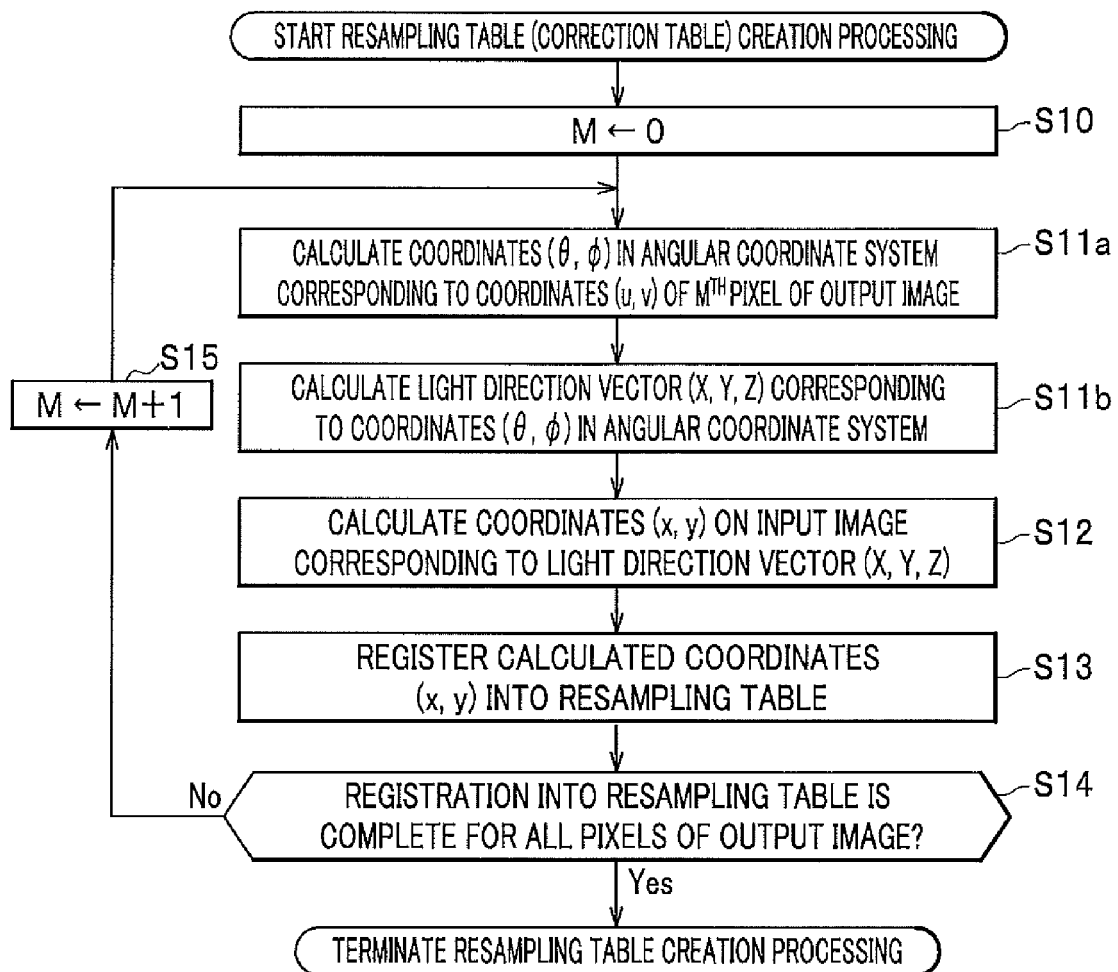 START RESAMPLING TABLE (CORRECTION TABLE) CREATION PROCESSING
M ← 0
S10
CALCULATE COORDINATES (θ, φ) IN ANGULAR COORDINATE SYSTEM
CORRESPONDING TO COORDINATES (u, v) OF MTH PIXEL OF OUTPUT IMAGE
S11a
S15
M ← M+1
CALCULATE LIGHT DIRECTION VECTOR (X, Y, Z) CORRESPONDING
TO COORDINATES (θ, φ) IN ANGULAR COORDINATE SYSTEM
S11b
CALCULATE COORDINATES (x, y) ON INPUT IMAGE
CORRESPONDING TO LIGHT DIRECTION VECTOR (X, Y, Z)
S12
REGISTER CALCULATED COORDINATES
(x, y) INTO RESAMPLING TABLE
S13
No
REGISTRATION INTO RESAMPLING TABLE IS
COMPLETE FOR ALL PIXELS OF OUTPUT IMAGE?
S14
Yes
TERMINATE RESAMPLING TABLE CREATION PROCESSING